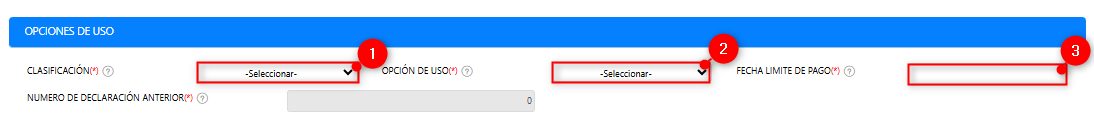 OPCIONES DE USO
1 2 3
CLASIFICACIÓN(*) ? -Seleccionar- OPCIÓN DE USO(*) ? -Seleccionar- FECHA LIMITE DE PAGO(*) ?
NUMERO DE DECLARACIÓN ANTERIOR(*) ? 0